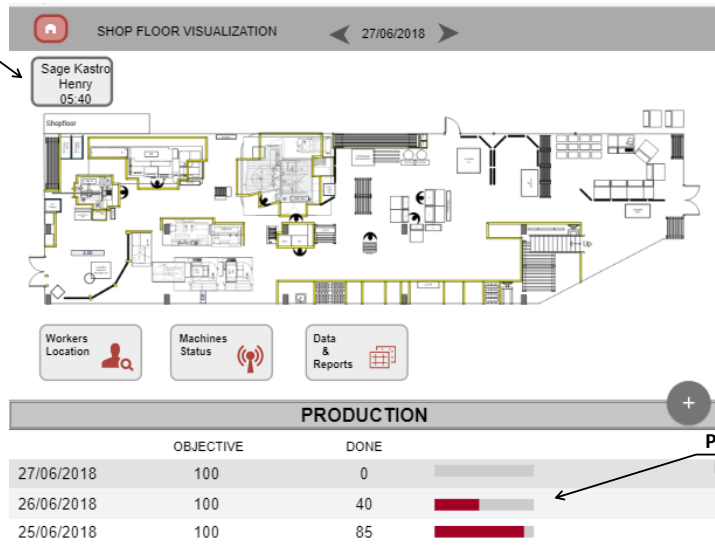 SHOP FLOOR VISUALIZATION
27/06/2018
Sage Kastro
Henry
05:40
Shopfloor
Up
Workers
Location
Machines
Status
Data
&
Reports
PRODUCTION
+
OBJECTIVE DONE
P
27/06/2018 100 0
26/06/2018 100 40
25/06/2018 100 85